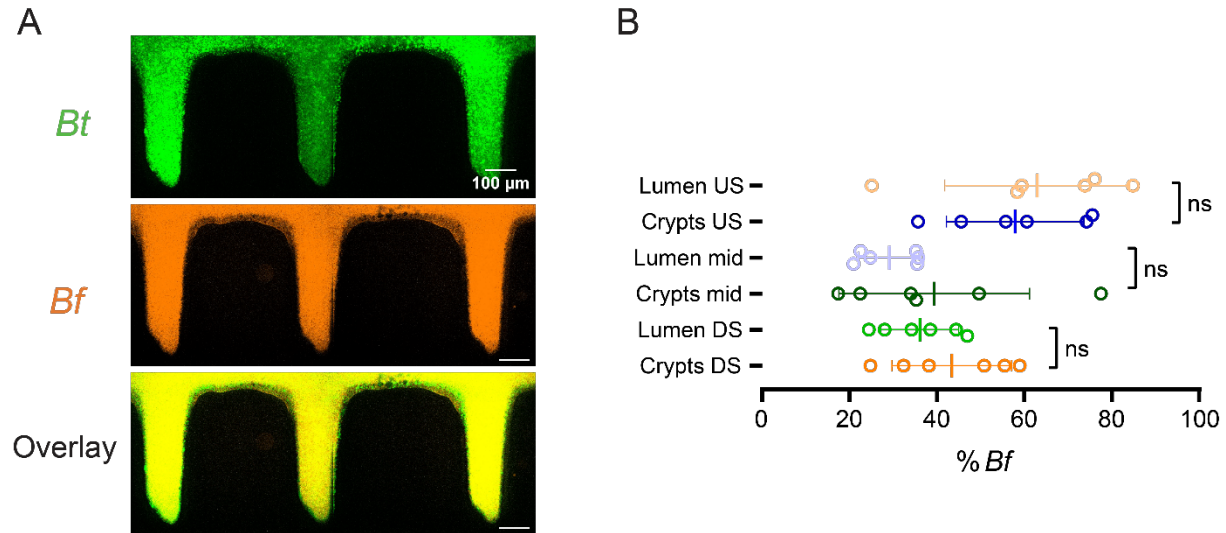 A
Bt
100 µm
Bf
Overlay
B
Lumen US
Crypts US
Lumen mid
Crypts mid
Lumen DS
Crypts DS
ns
ns
ns
0 20 40 60 80 100
% Bf